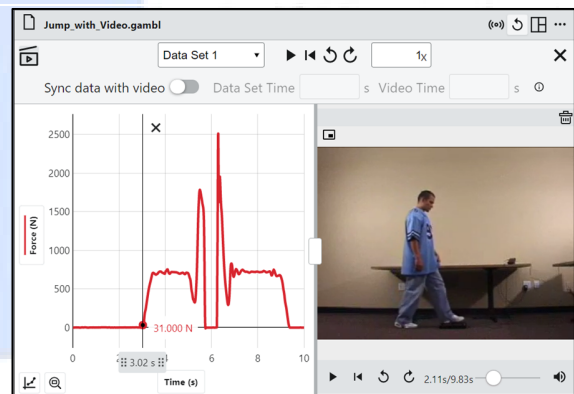 Jump_with_Video.gambl
Data Set 1
1x
Sync data with video Data Set Time s Video Time s
2500
2000
1500
1000
500
0
Force (N)
31.000 N
0 2 4 6 8 10
3.02 s
Time (s)
2.11s/9.83s